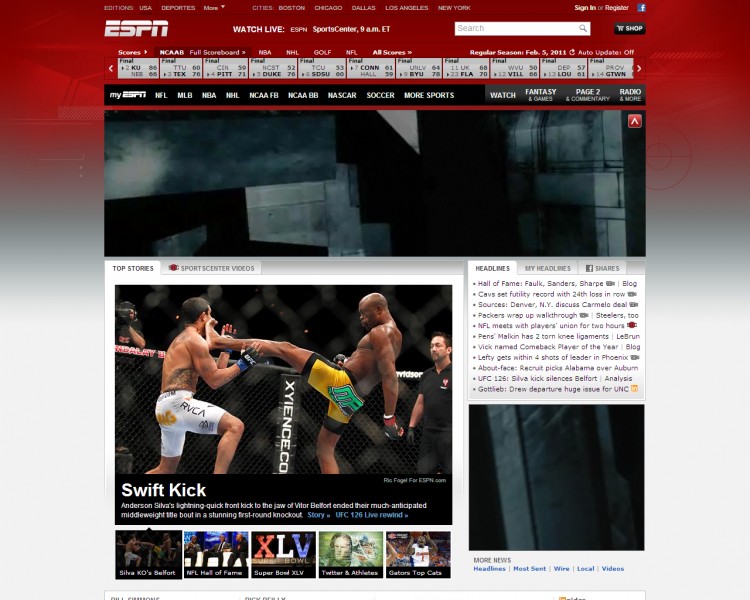 EDITIONS: USA DEPORTES More CITIES: BOSTON CHICAGO DALLAS LOS ANGELES NEW YORK Sign In or Register
ESPN WATCH LIVE: ESPN SportsCenter, 9 a.m. ET Search SHOP
Scores NCAAB Full Scoreboard » NBA NHL GOLF NFL All Scores » Regular Season: Feb. 5, 2011 Auto Update: Off
Final Final Final Final Final Final Final Final Final Final Final
2 KU 86 TTU 60 CIN 59 NCST 52 TCU 53 7 CONN 61 UNLV 64 11 UK 68 WVU 50 DEP 57 PROV
NEB 66 3 TEX 76 4 PITT 71 5 DUKE 76 6 SDSU 60 HALL 59 9 BYU 78 23 FLA 70 12 VILL 66 13 LOU 61 14 GTWN
my ESPN NFL MLB NBA NHL NCAA FB NCAA BB NASCAR SOCCER MORE SPORTS WATCH FANTASY & GAMES PAGE 2 & COMMENTARY RADIO & MORE
TOP STORIES SPORTSCENTER VIDEOS
HEADLINES MY HEADLINES SHARES
Hall of Fame: Faulk, Sanders, Sharpe | Blog
Cavs set futility record with 24th loss in row
Sources: Denver, N.Y. discuss Carmelo deal
Packers wrap up walkthrough | Steelers, too
NFL meets with players' union for two hours
Pens' Malkin has 2 torn knee ligaments | LeBrun
Vick named Comeback Player of the Year | Blog
Lefty gets within 4 shots of leader in Phoenix
About-face: Recruit picks Alabama over Auburn
UFC 126: Silva kick silences Belfort | Analysis
Gottlieb: Drew departure huge issue for UNC
UFC
RVCA
XYENCE.CO
Ric Fogel For ESPN.com
Swift Kick
Anderson Silva's lightning-quick front kick to the jaw of Vitor Belfort ended their much-anticipated
middleweight title bout in a stunning first-round knockout. Story » UFC 126 Live rewind »
XLV
SUPER BOWL
Silva KO's Belfort NFL Hall of Fame Super Bowl XLV Twitter & Athletes Gators Top Cats
MORE NEWS
Headlines | Most Sent | Wire | Local | Videos
BILL SIMMONS RICK REILLY